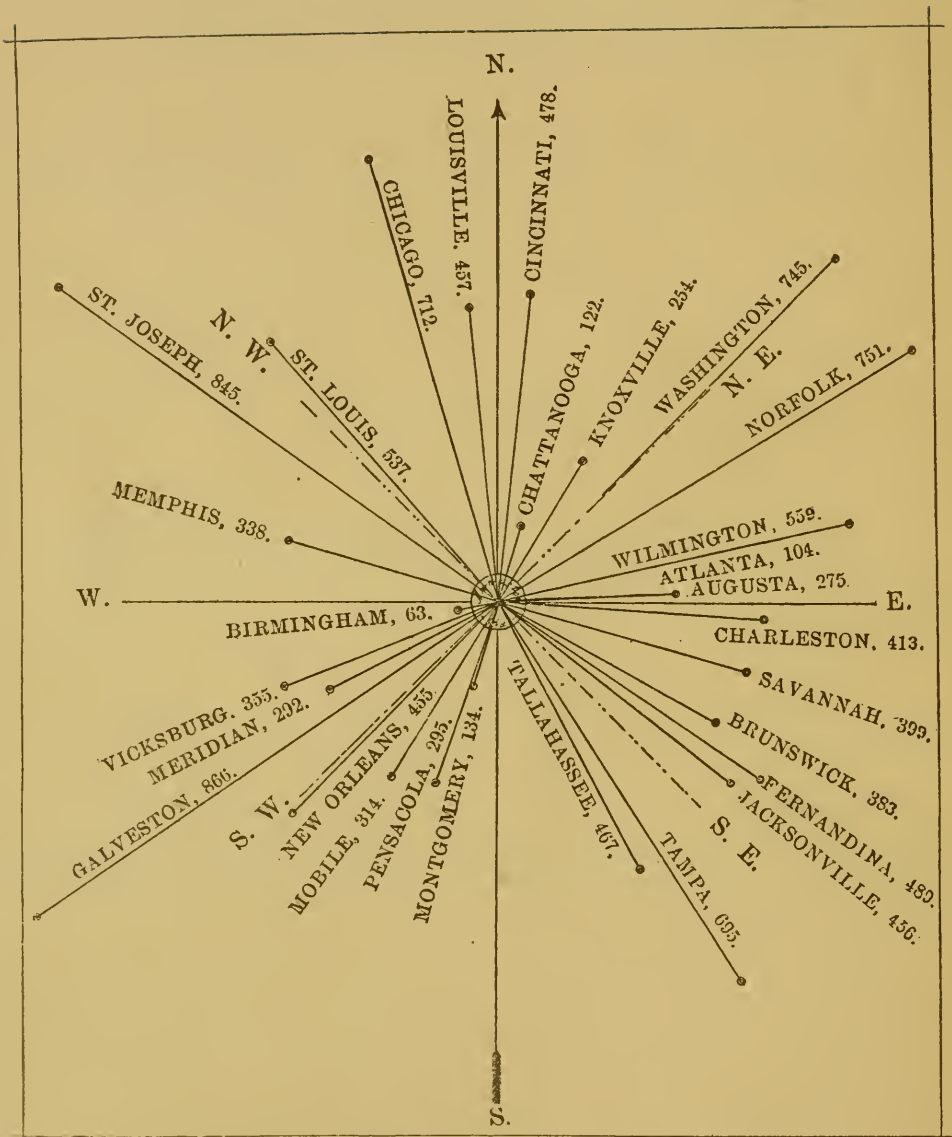 N.
LOUISVILLE. 457.
CINCINNATI, 478.
CHICAGO, 712.
ST. JOSEPH, 845.
N. W.
ST. LOUIS, 537.
CHATTANOOGA, 122.
KNOXVILLE, 254.
WASHINGTON, 745.
N. E.
NORFOLK, 751.
MEMPHIS, 338.
WILMINGTON, 559.
ATLANTA, 104.
AUGUSTA, 275.
W.
E.
BIRMINGHAM, 63.
CHARLESTON, 413.
SAVANNAH. 399.
VICKSBURG. 355.
MERIDIAN, 292.
GALVESTON, 866.
S. W.
NEW ORLEANS, 455.
MOBILE, 314.
PENSACOLA, 295.
MONTGOMERY, 134.
TALLAHASSEE, 467.
TAMPA, 695.
S. E.
BRUNSWICK, 383.
FERNANDINA, 489.
JACKSONVILLE, 456.
S.